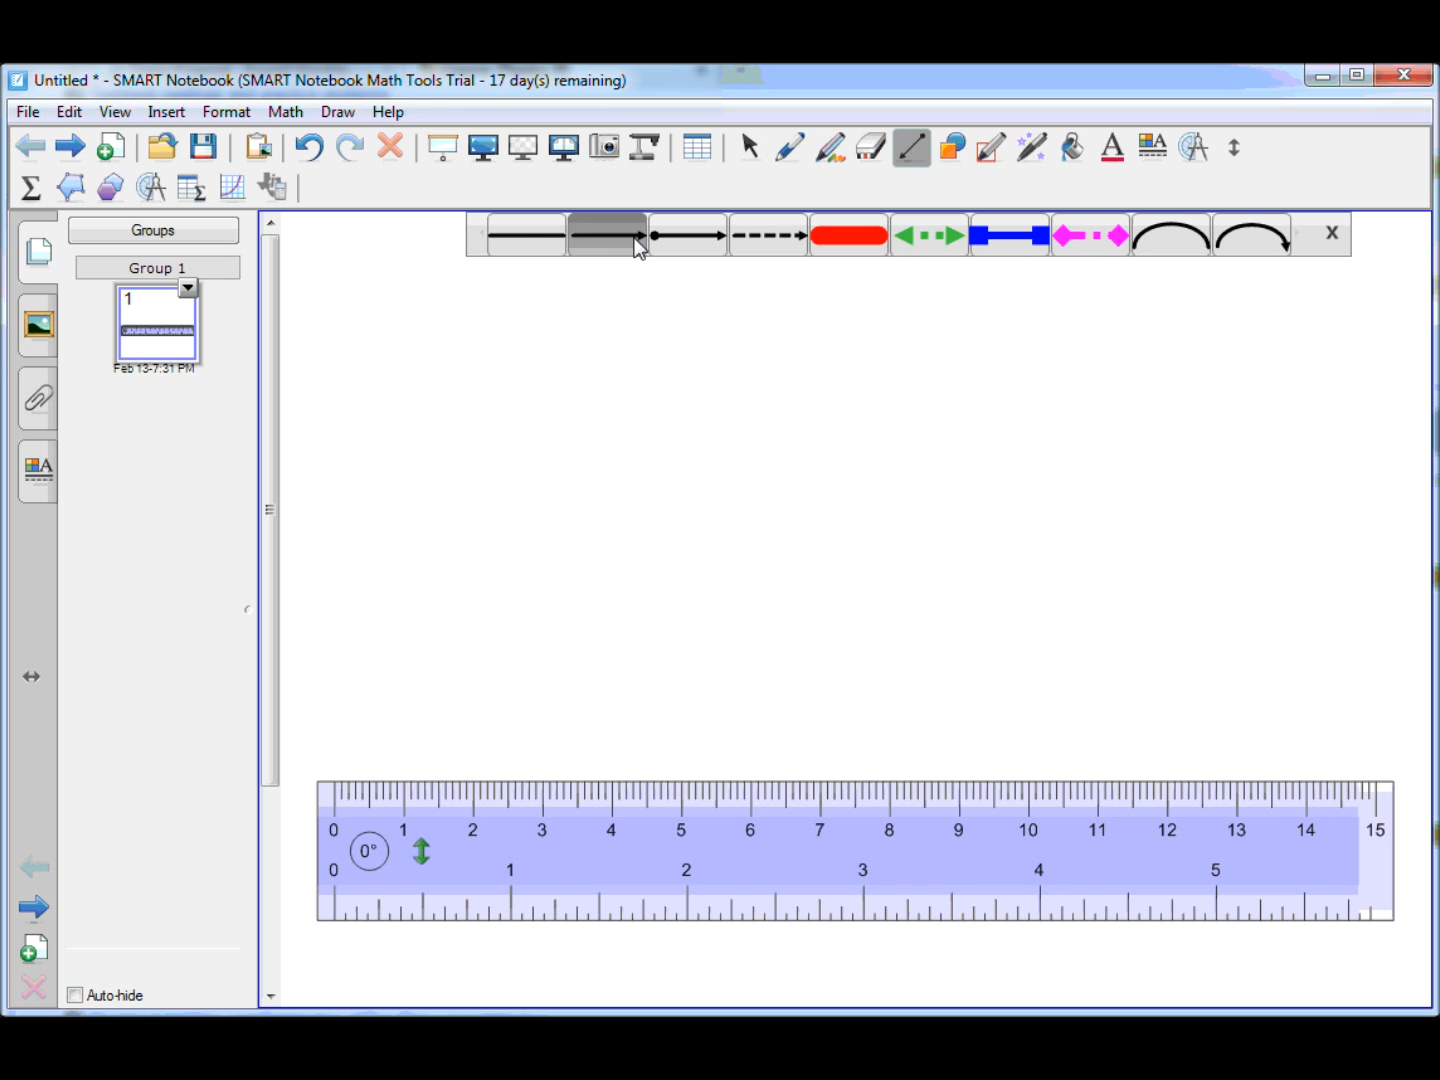 Untitled * - SMART Notebook (SMART Notebook Math Tools Trial - 17 day(s) remaining)
File Edit View Insert Format Math Draw Help
X
Groups
Group 1
1
Feb 13-7:31 PM
0 1 2 3 4 5 6 7 8 9 10 11 12 13 14 15
0°
0 1 2 3 4 5
Auto-hide